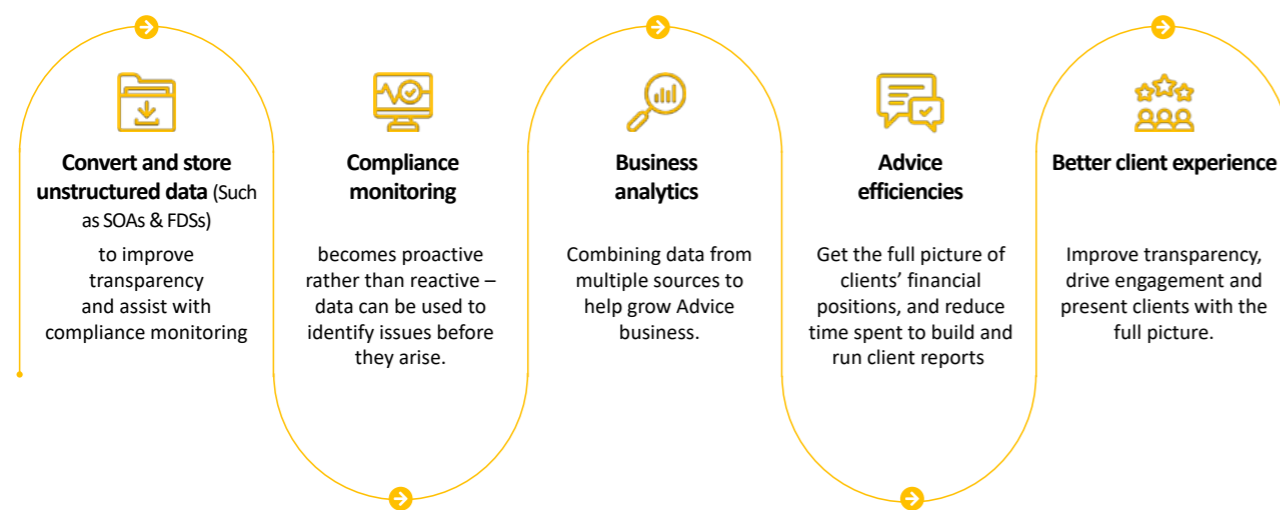 Convert and store
unstructured data (Such
as SOAs & FDSs)
to improve
transparency
and assist with
compliance monitoring
Compliance
monitoring
becomes proactive
rather than reactive –
data can be used to
identify issues before
they arise.
Business
analytics
Combining data from
multiple sources to
help grow Advice
business.
Advice
efficiencies
Get the full picture of
clients’ financial
positions, and reduce
time spent to build and
run client reports
Better client experience
Improve transparency,
drive engagement and
present clients with the
full picture.